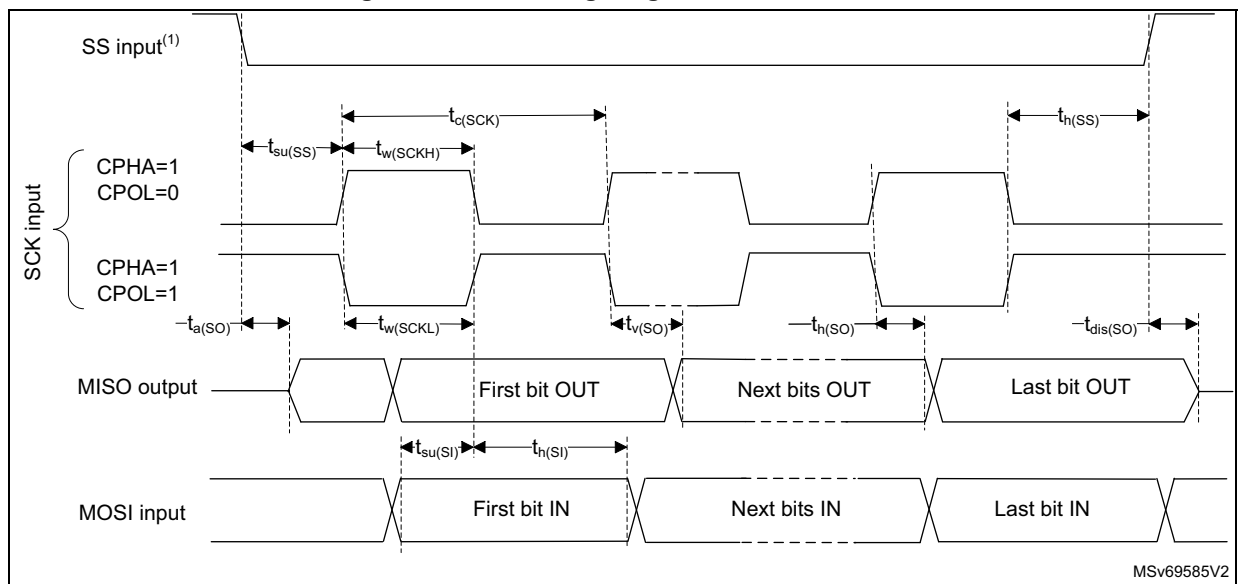 SS input(1)
tc(SCK)
th(SS)
tsu(SS)
tw(SCKH)
SCK input
CPHA=1
CPOL=0
CPHA=1
CPOL=1
ta(SO)
tw(SCKL)
tv(SO)
th(SO)
tdis(SO)
MISO output
First bit OUT
Next bits OUT
Last bit OUT
tsu(SI)
th(SI)
MOSI input
First bit IN
Next bits IN
Last bit IN
MSv69585V2